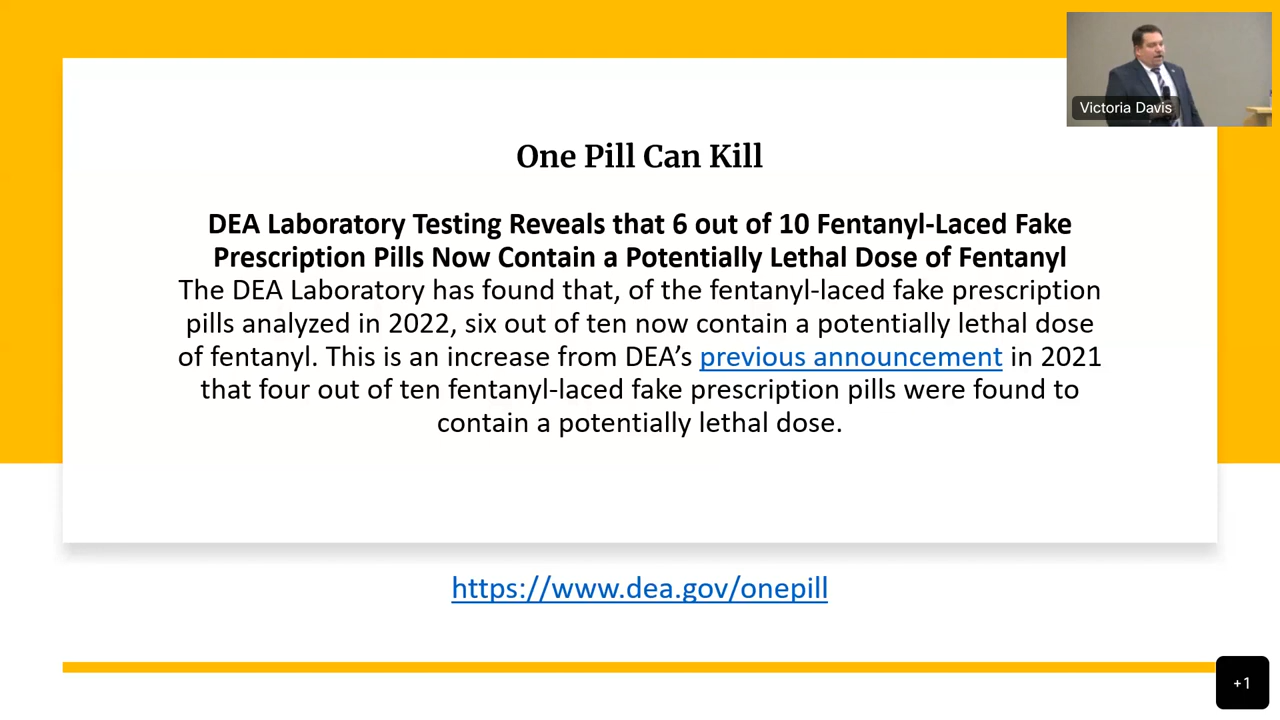 Victoria Davis
One Pill Can Kill
DEA Laboratory Testing Reveals that 6 out of 10 Fentanyl-Laced Fake
Prescription Pills Now Contain a Potentially Lethal Dose of Fentanyl
The DEA Laboratory has found that, of the fentanyl-laced fake prescription
pills analyzed in 2022, six out of ten now contain a potentially lethal dose
of fentanyl. This is an increase from DEA’s previous announcement in 2021
that four out of ten fentanyl-laced fake prescription pills were found to
contain a potentially lethal dose.
https://www.dea.gov/onepill
+1